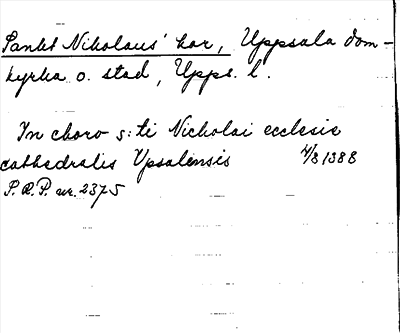 Sankt Nikolaus' kor, Uppsala dom-
kyrka o. stad, Upps. l.
In choro s:ti Nicholai ecclesie
cathedralis Vpsalensis 4/8 1388
P.R.P. nr. 2375